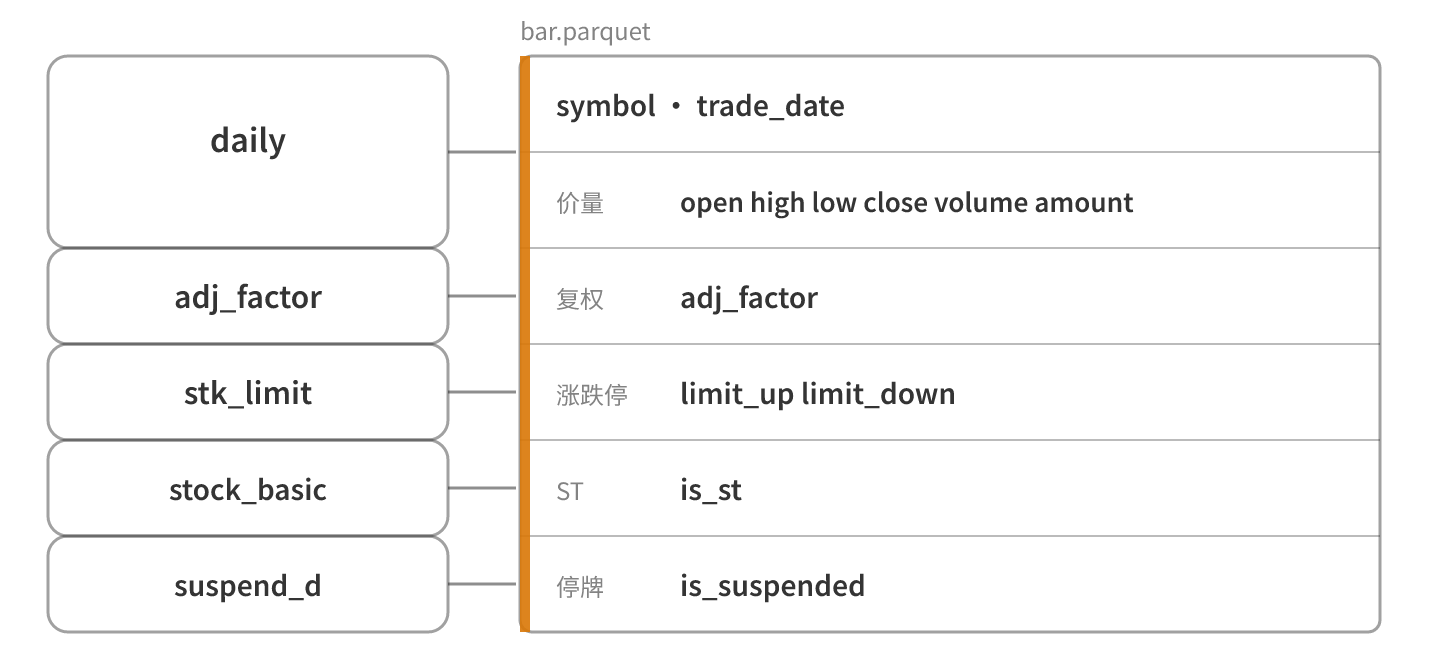 bar.parquet
daily
symbol · trade_date
价量 open high low close volume amount
adj_factor
复权 adj_factor
stk_limit
涨跌停 limit_up limit_down
stock_basic
ST is_st
suspend_d
停牌 is_suspended